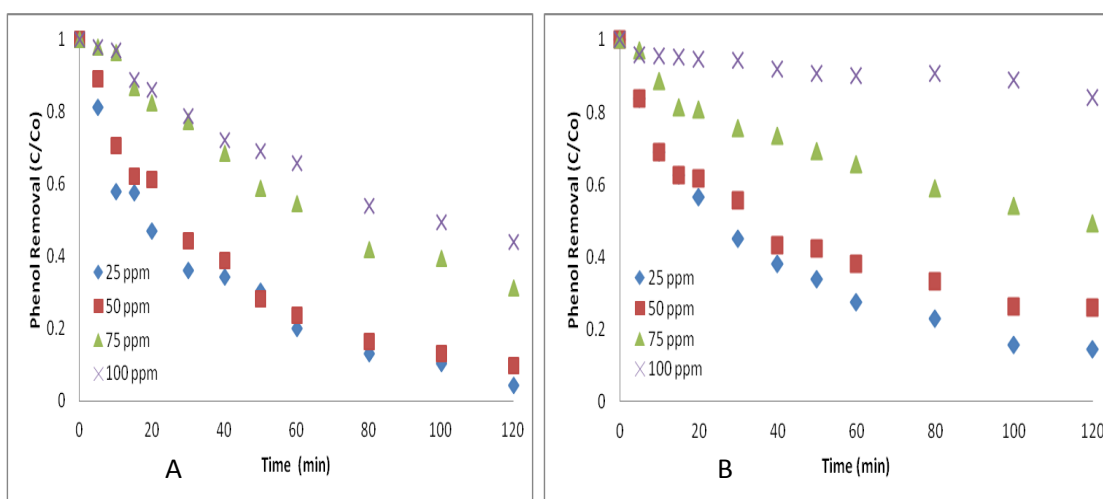 Phenol Removal (C/Co)
1
0.8
0.6
0.4
0.2
0
25 ppm
50 ppm
75 ppm
100 ppm
0 20 40 60 80 100 120
Time (min)
A
Phenol Removal (C/Co)
1
0.8
0.6
0.4
0.2
0
25 ppm
50 ppm
75 ppm
100 ppm
0 20 40 60 80 100 120
Time (min)
B